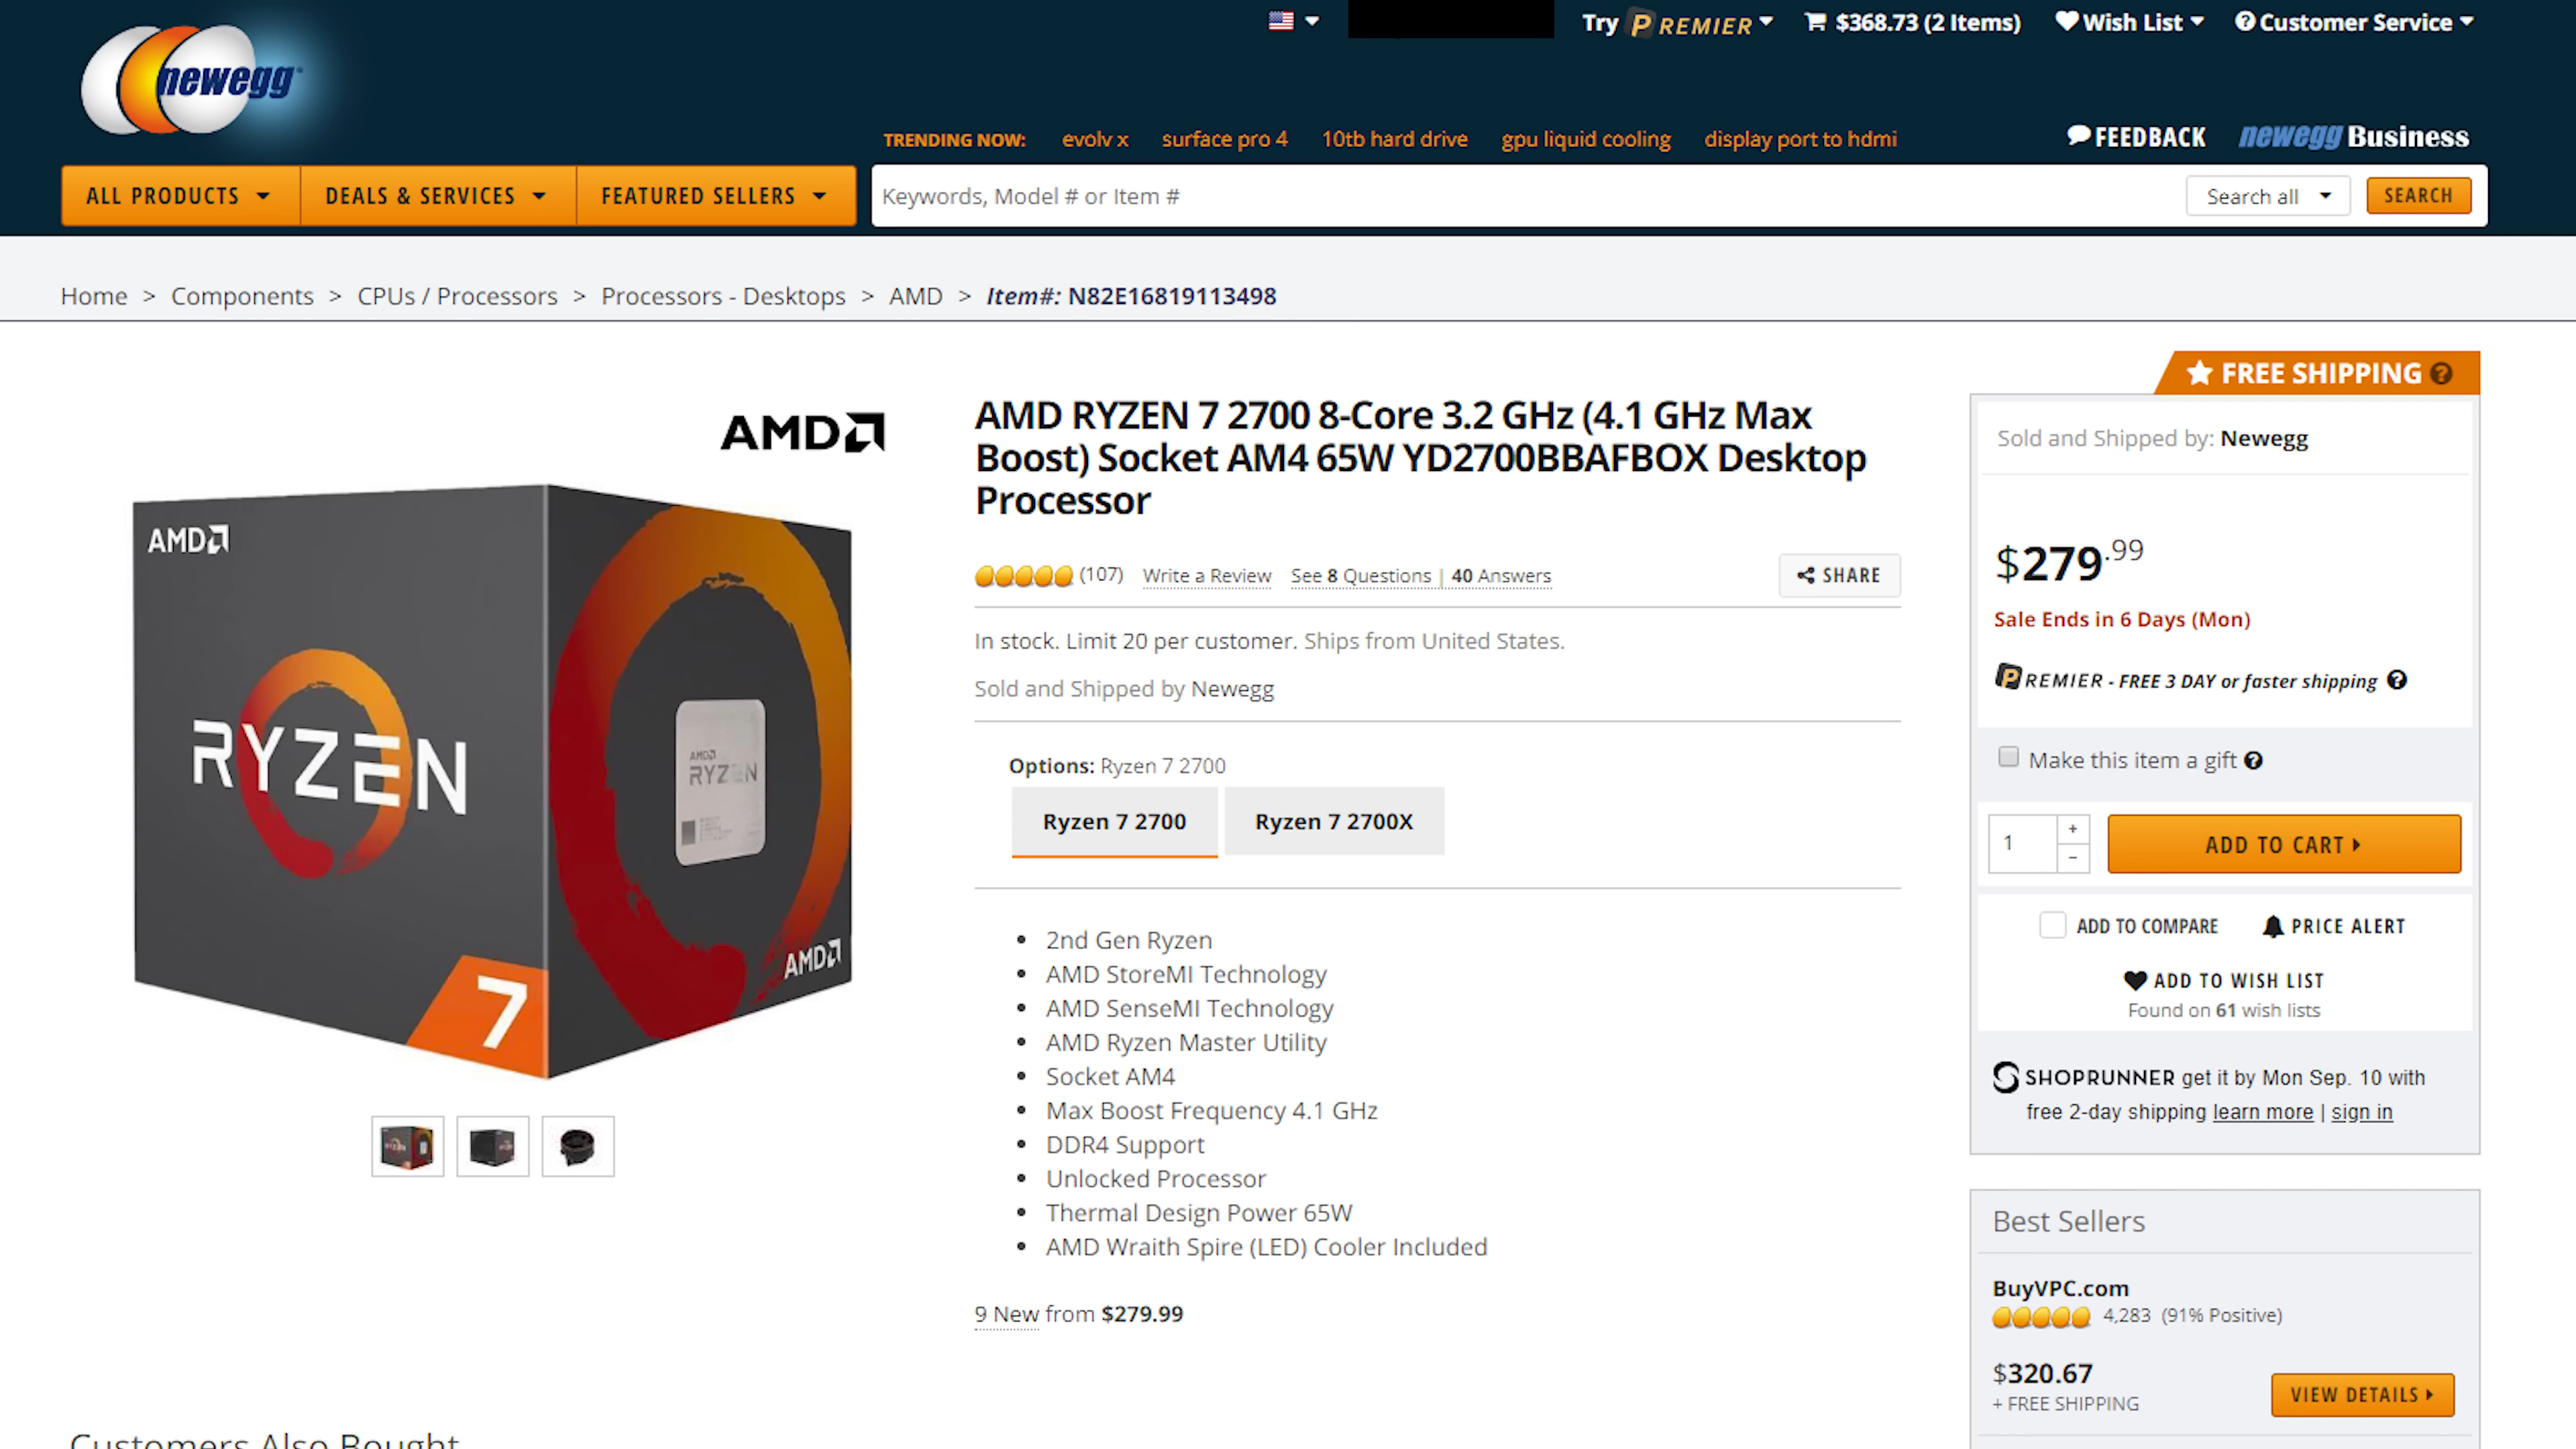 newegg
Try PREMIER
$368.73 (2 Items)
Wish List
Customer Service
TRENDING NOW: evolv x surface pro 4 10tb hard drive gpu liquid cooling display port to hdmi
FEEDBACK
newegg Business
ALL PRODUCTS
DEALS & SERVICES
FEATURED SELLERS
Keywords, Model # or Item #
Search all
SEARCH
Home > Components > CPUs / Processors > Processors - Desktops > AMD > Item#: N82E16819113498
AMD
AMD
RYZEN
7
AMD
RYZEN
AMD
AMD RYZEN 7 2700 8-Core 3.2 GHz (4.1 GHz Max
Boost) Socket AM4 65W YD2700BBAFBOX Desktop
Processor
(107) Write a Review See 8 Questions | 40 Answers
SHARE
In stock. Limit 20 per customer. Ships from United States.
Sold and Shipped by Newegg
Options: Ryzen 7 2700
Ryzen 7 2700
Ryzen 7 2700X
• 2nd Gen Ryzen
• AMD StoreMI Technology
• AMD SenseMI Technology
• AMD Ryzen Master Utility
• Socket AM4
• Max Boost Frequency 4.1 GHz
• DDR4 Support
• Unlocked Processor
• Thermal Design Power 65W
• AMD Wraith Spire (LED) Cooler Included
9 New from $279.99
FREE SHIPPING
Sold and Shipped by: Newegg
$279.99
Sale Ends in 6 Days (Mon)
PREMIER - FREE 3 DAY or faster shipping
Make this item a gift
1
+
-
ADD TO CART
ADD TO COMPARE
PRICE ALERT
ADD TO WISH LIST
Found on 61 wish lists
SHOPRUNNER get it by Mon Sep. 10 with
free 2-day shipping learn more | sign in
Best Sellers
BuyVPC.com
4,283 (91% Positive)
$320.67
+ FREE SHIPPING
VIEW DETAILS
Customers Also Bought